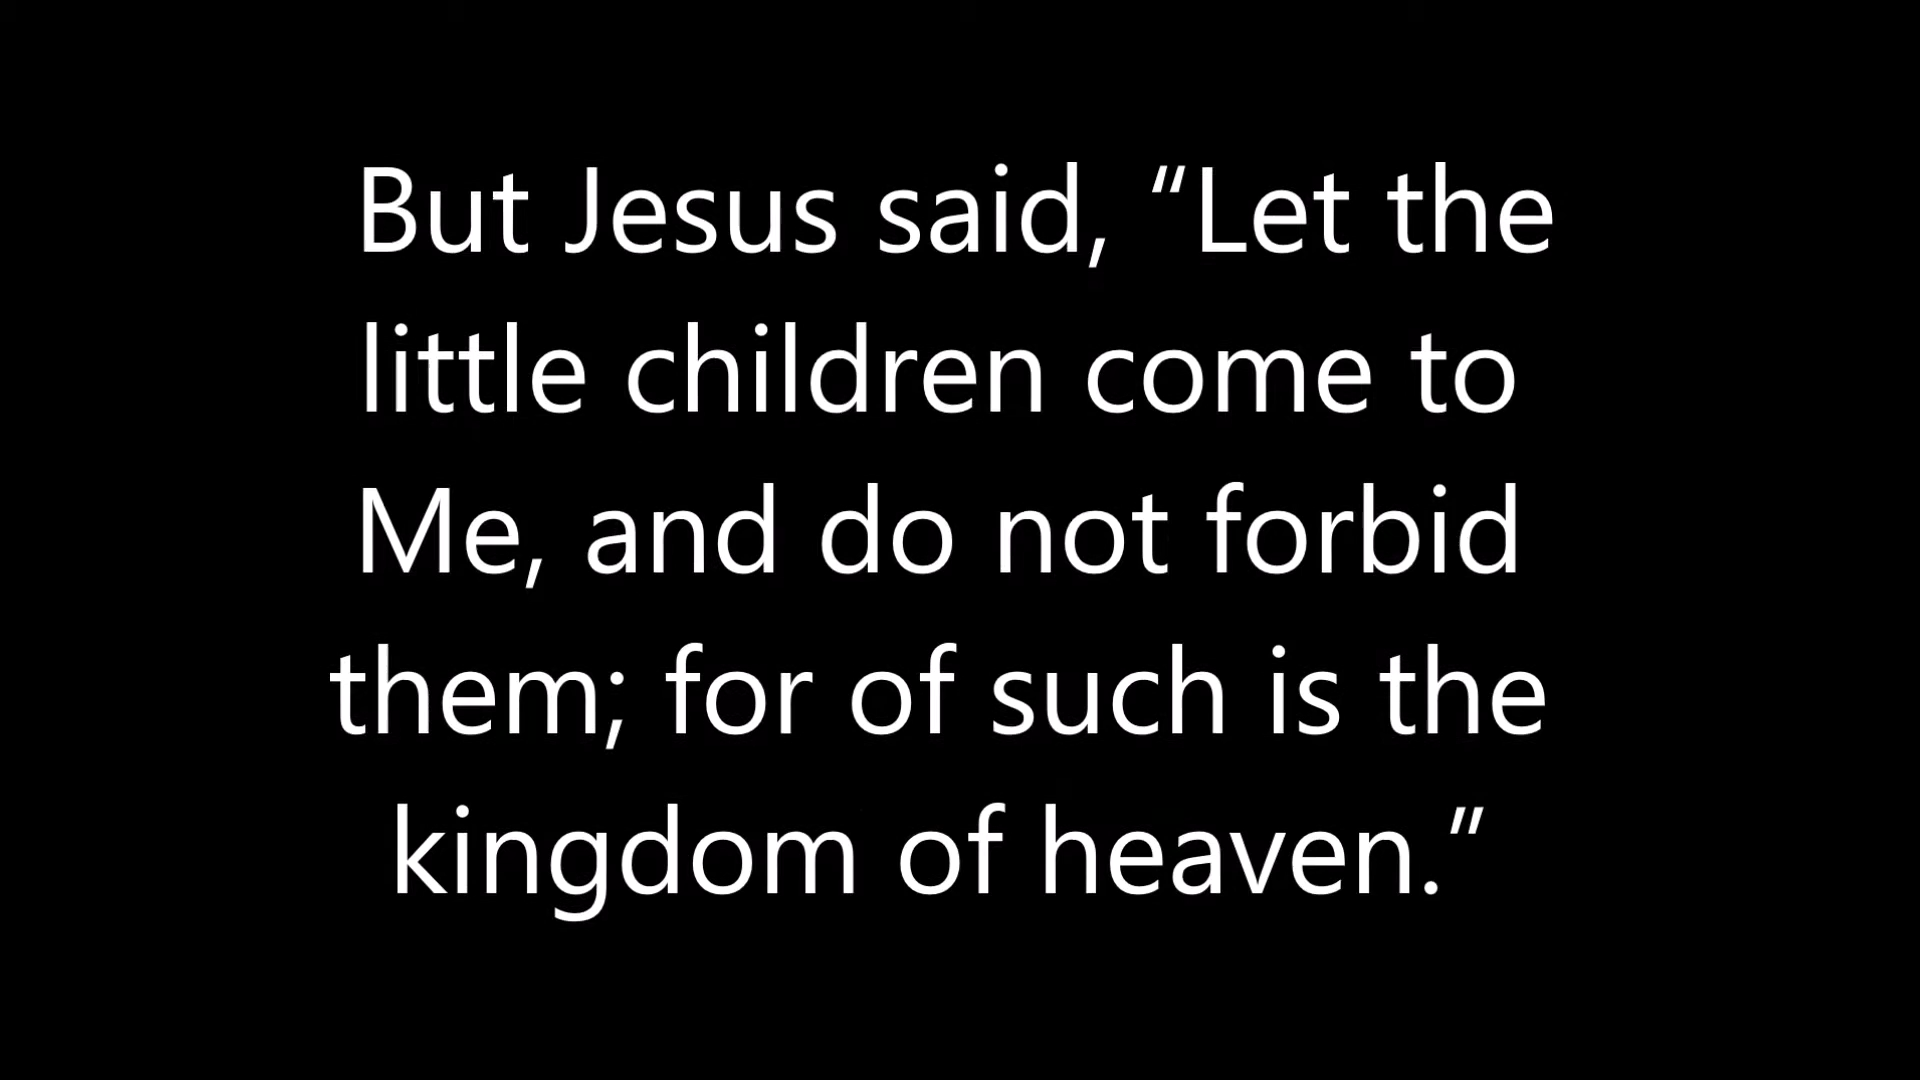 But Jesus said, “Let the
little children come to
Me, and do not forbid
them; for of such is the
kingdom of heaven.”